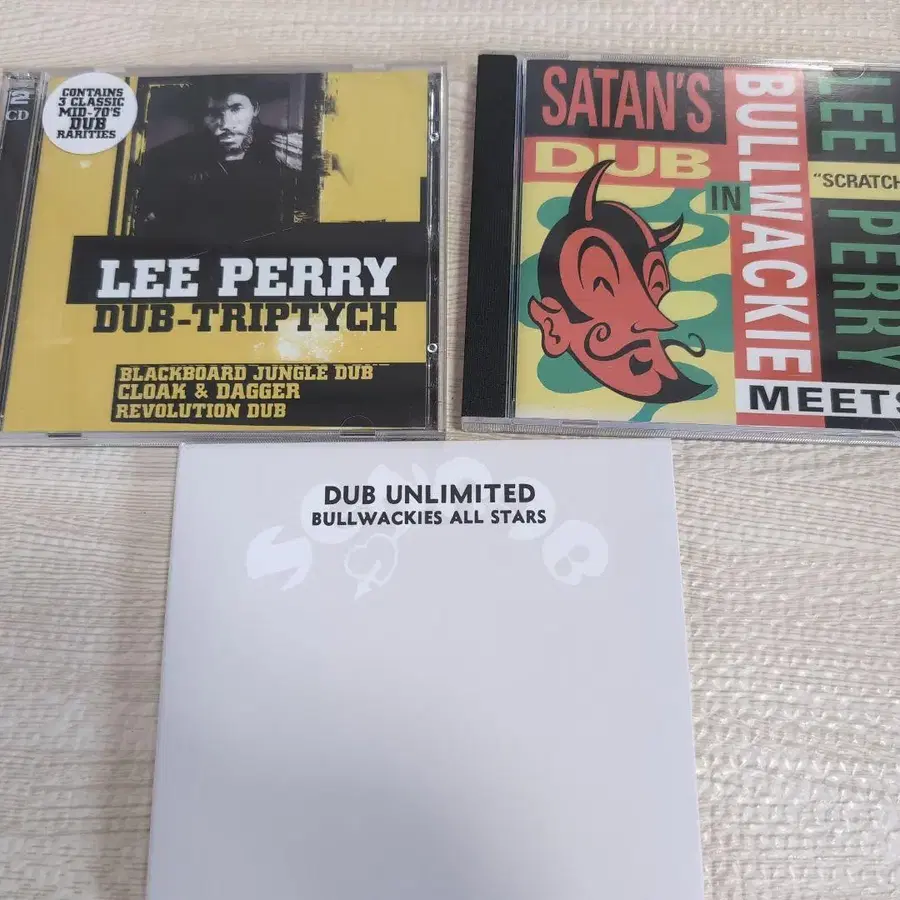 2
CD
CONTAINS
3 CLASSIC
MID-70'S
DUB
RARITIES
LEE PERRY
DUB-TRIPTYCH
BLACKBOARD JUNGLE DUB
CLOAK & DAGGER
REVOLUTION DUB
SATAN'S
DUB
IN
BULLWACKIE
MEETS
LEE
"SCRATCH
PERRY
DUB UNLIMITED
BULLWACKIES ALL STARS